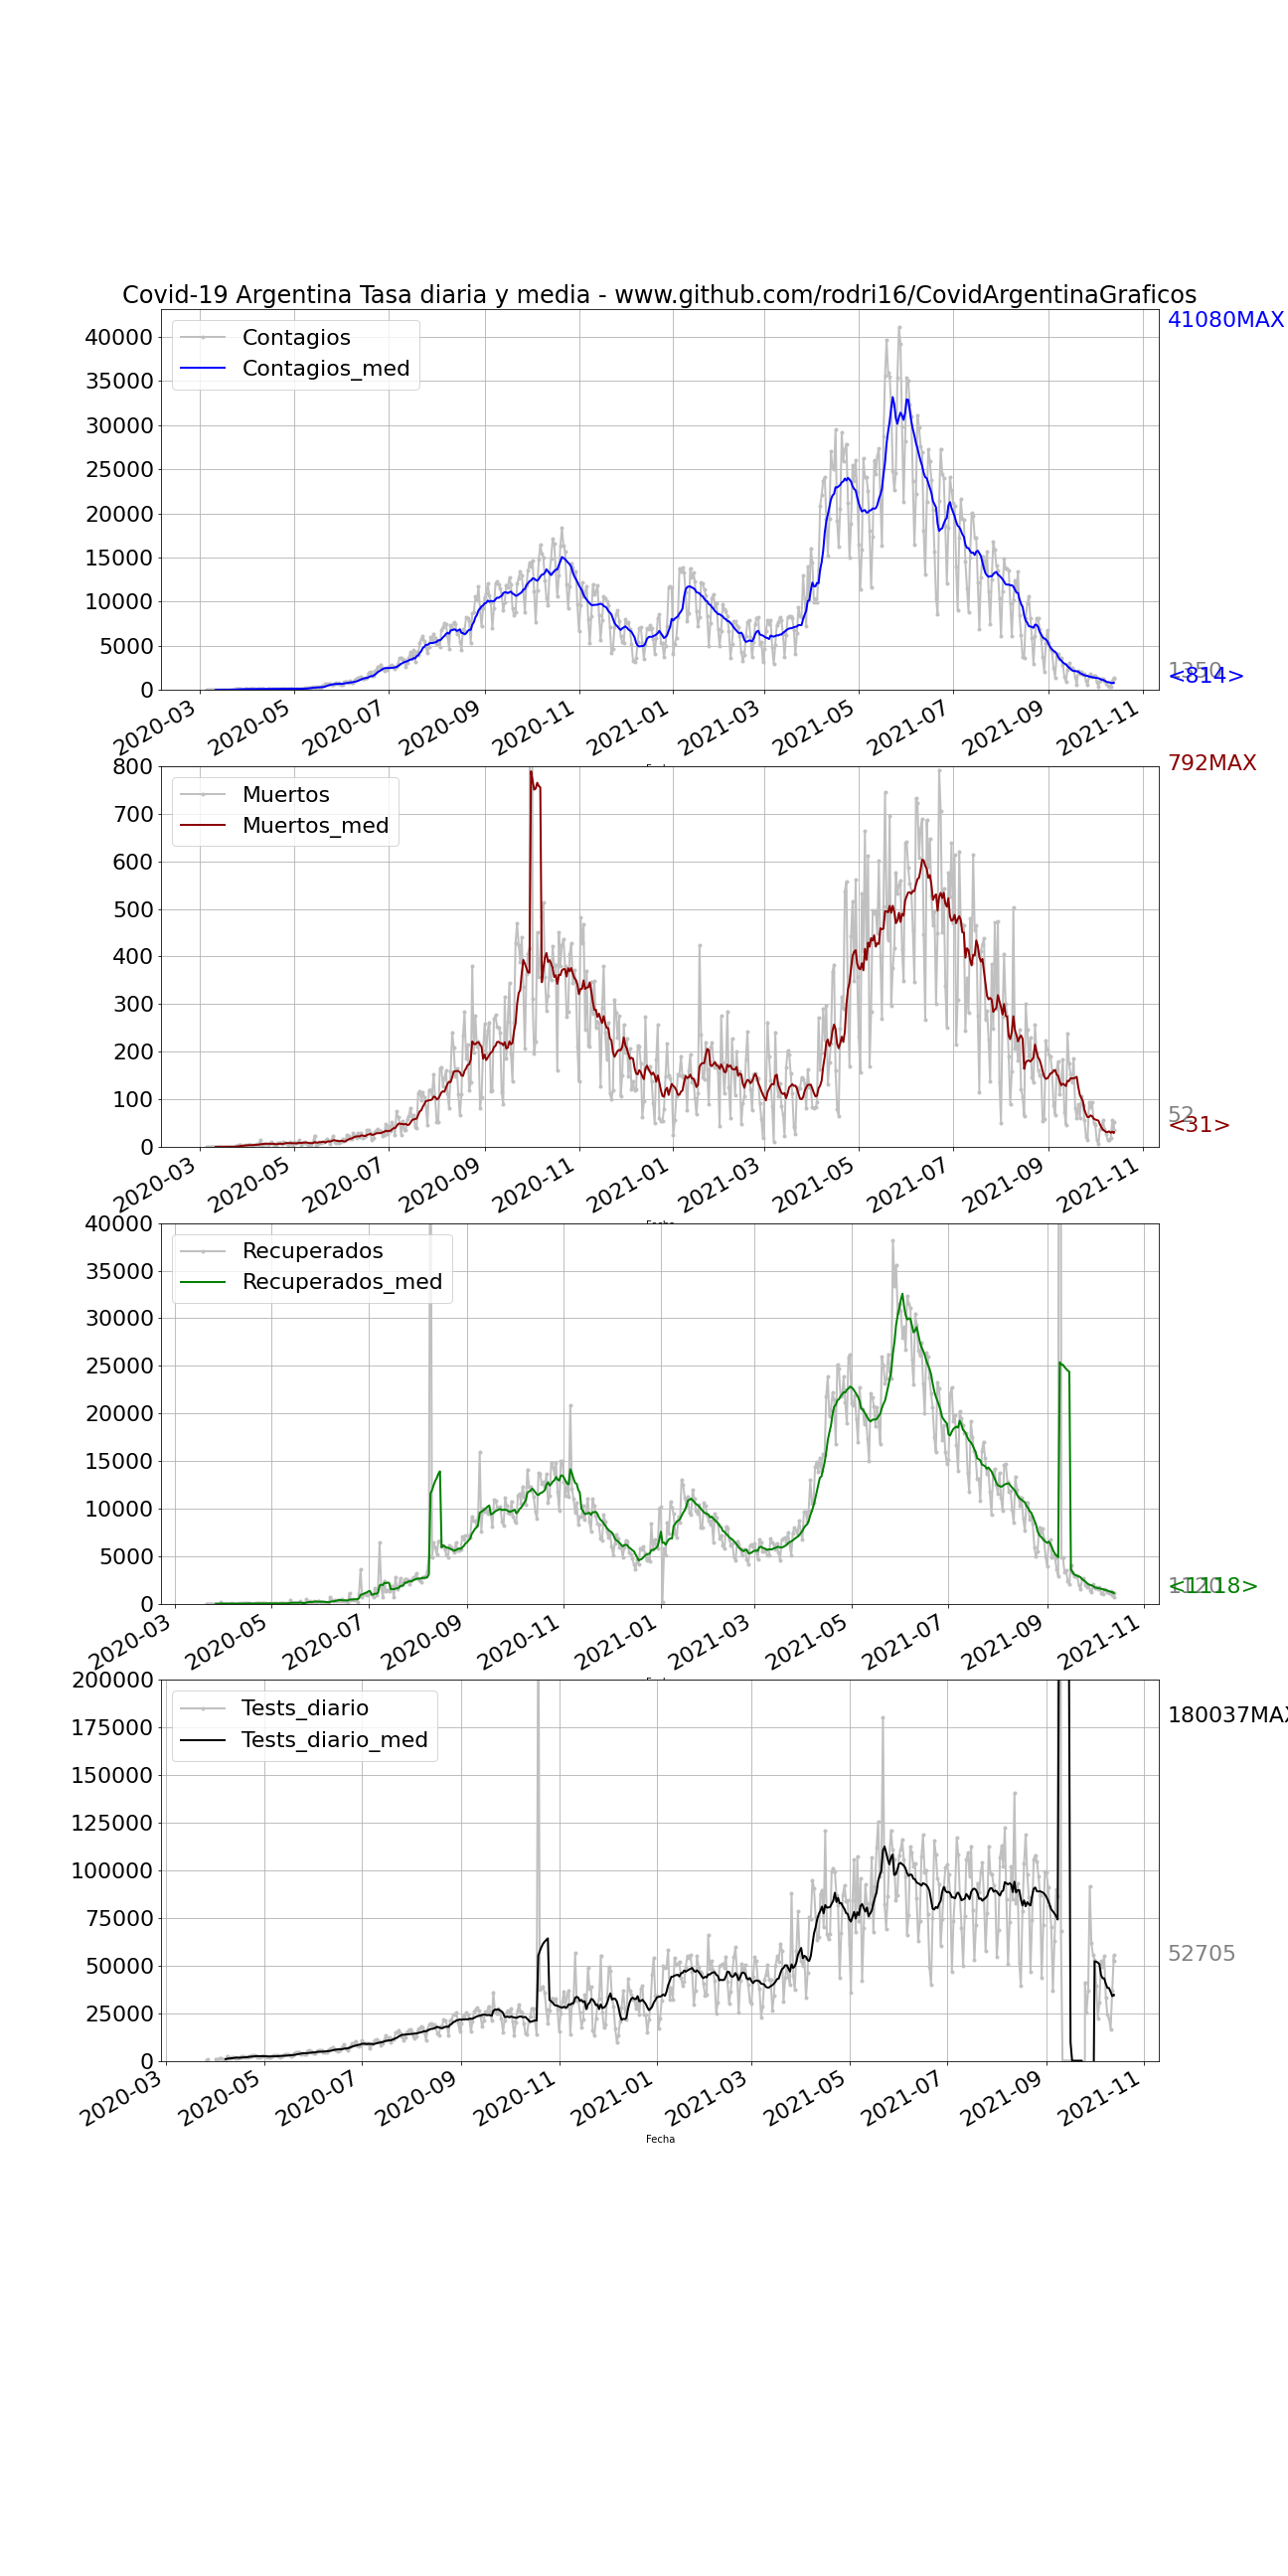 Covid-19 Argentina Tasa diaria y media - www.github.com/rodri16/CovidArgentinaGraficos
41080MAX
Contagios
Contagios_med
40000
35000
30000
25000
20000
15000
10000
5000
0
1350
<814>
2020-03 2020-05 2020-07 2020-09 2020-11 2021-01 2021-03 2021-05 2021-07 2021-09 2021-11
792MAX
Muertos
Muertos_med
800
700
600
500
400
300
200
100
0
52
<31>
2020-03 2020-05 2020-07 2020-09 2020-11 2021-01 2021-03 2021-05 2021-07 2021-09 2021-11
Recuperados
Recuperados_med
40000
35000
30000
25000
20000
15000
10000
5000
0
1120
<1118>
2020-03 2020-05 2020-07 2020-09 2020-11 2021-01 2021-03 2021-05 2021-07 2021-09 2021-11
Tests_diario
Tests_diario_med
180037MAX
200000
175000
150000
125000
100000
75000
50000
25000
0
52705
2020-03 2020-05 2020-07 2020-09 2020-11 2021-01 2021-03 2021-05 2021-07 2021-09 2021-11
Fecha